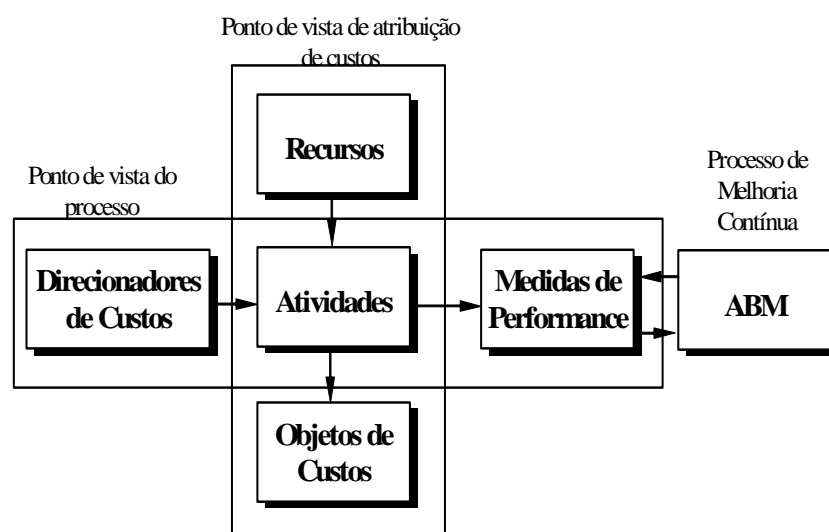 Ponto de vista de atribuição
de custos
Recursos
Ponto de vista do
processo
Processo de
Melhoria
Contínua
Direcionadores
de Custos
Atividades
Medidas de
Performance
ABM
Objetos de
Custos